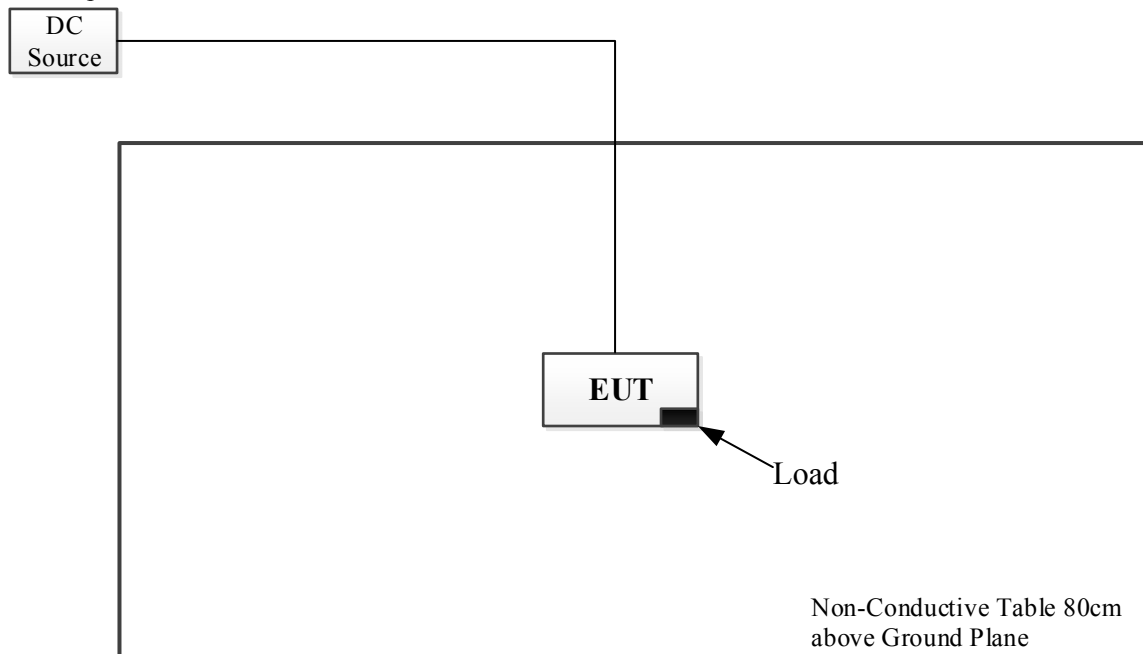 DC
Source
EUT
Load
Non-Conductive Table 80cm
above Ground Plane